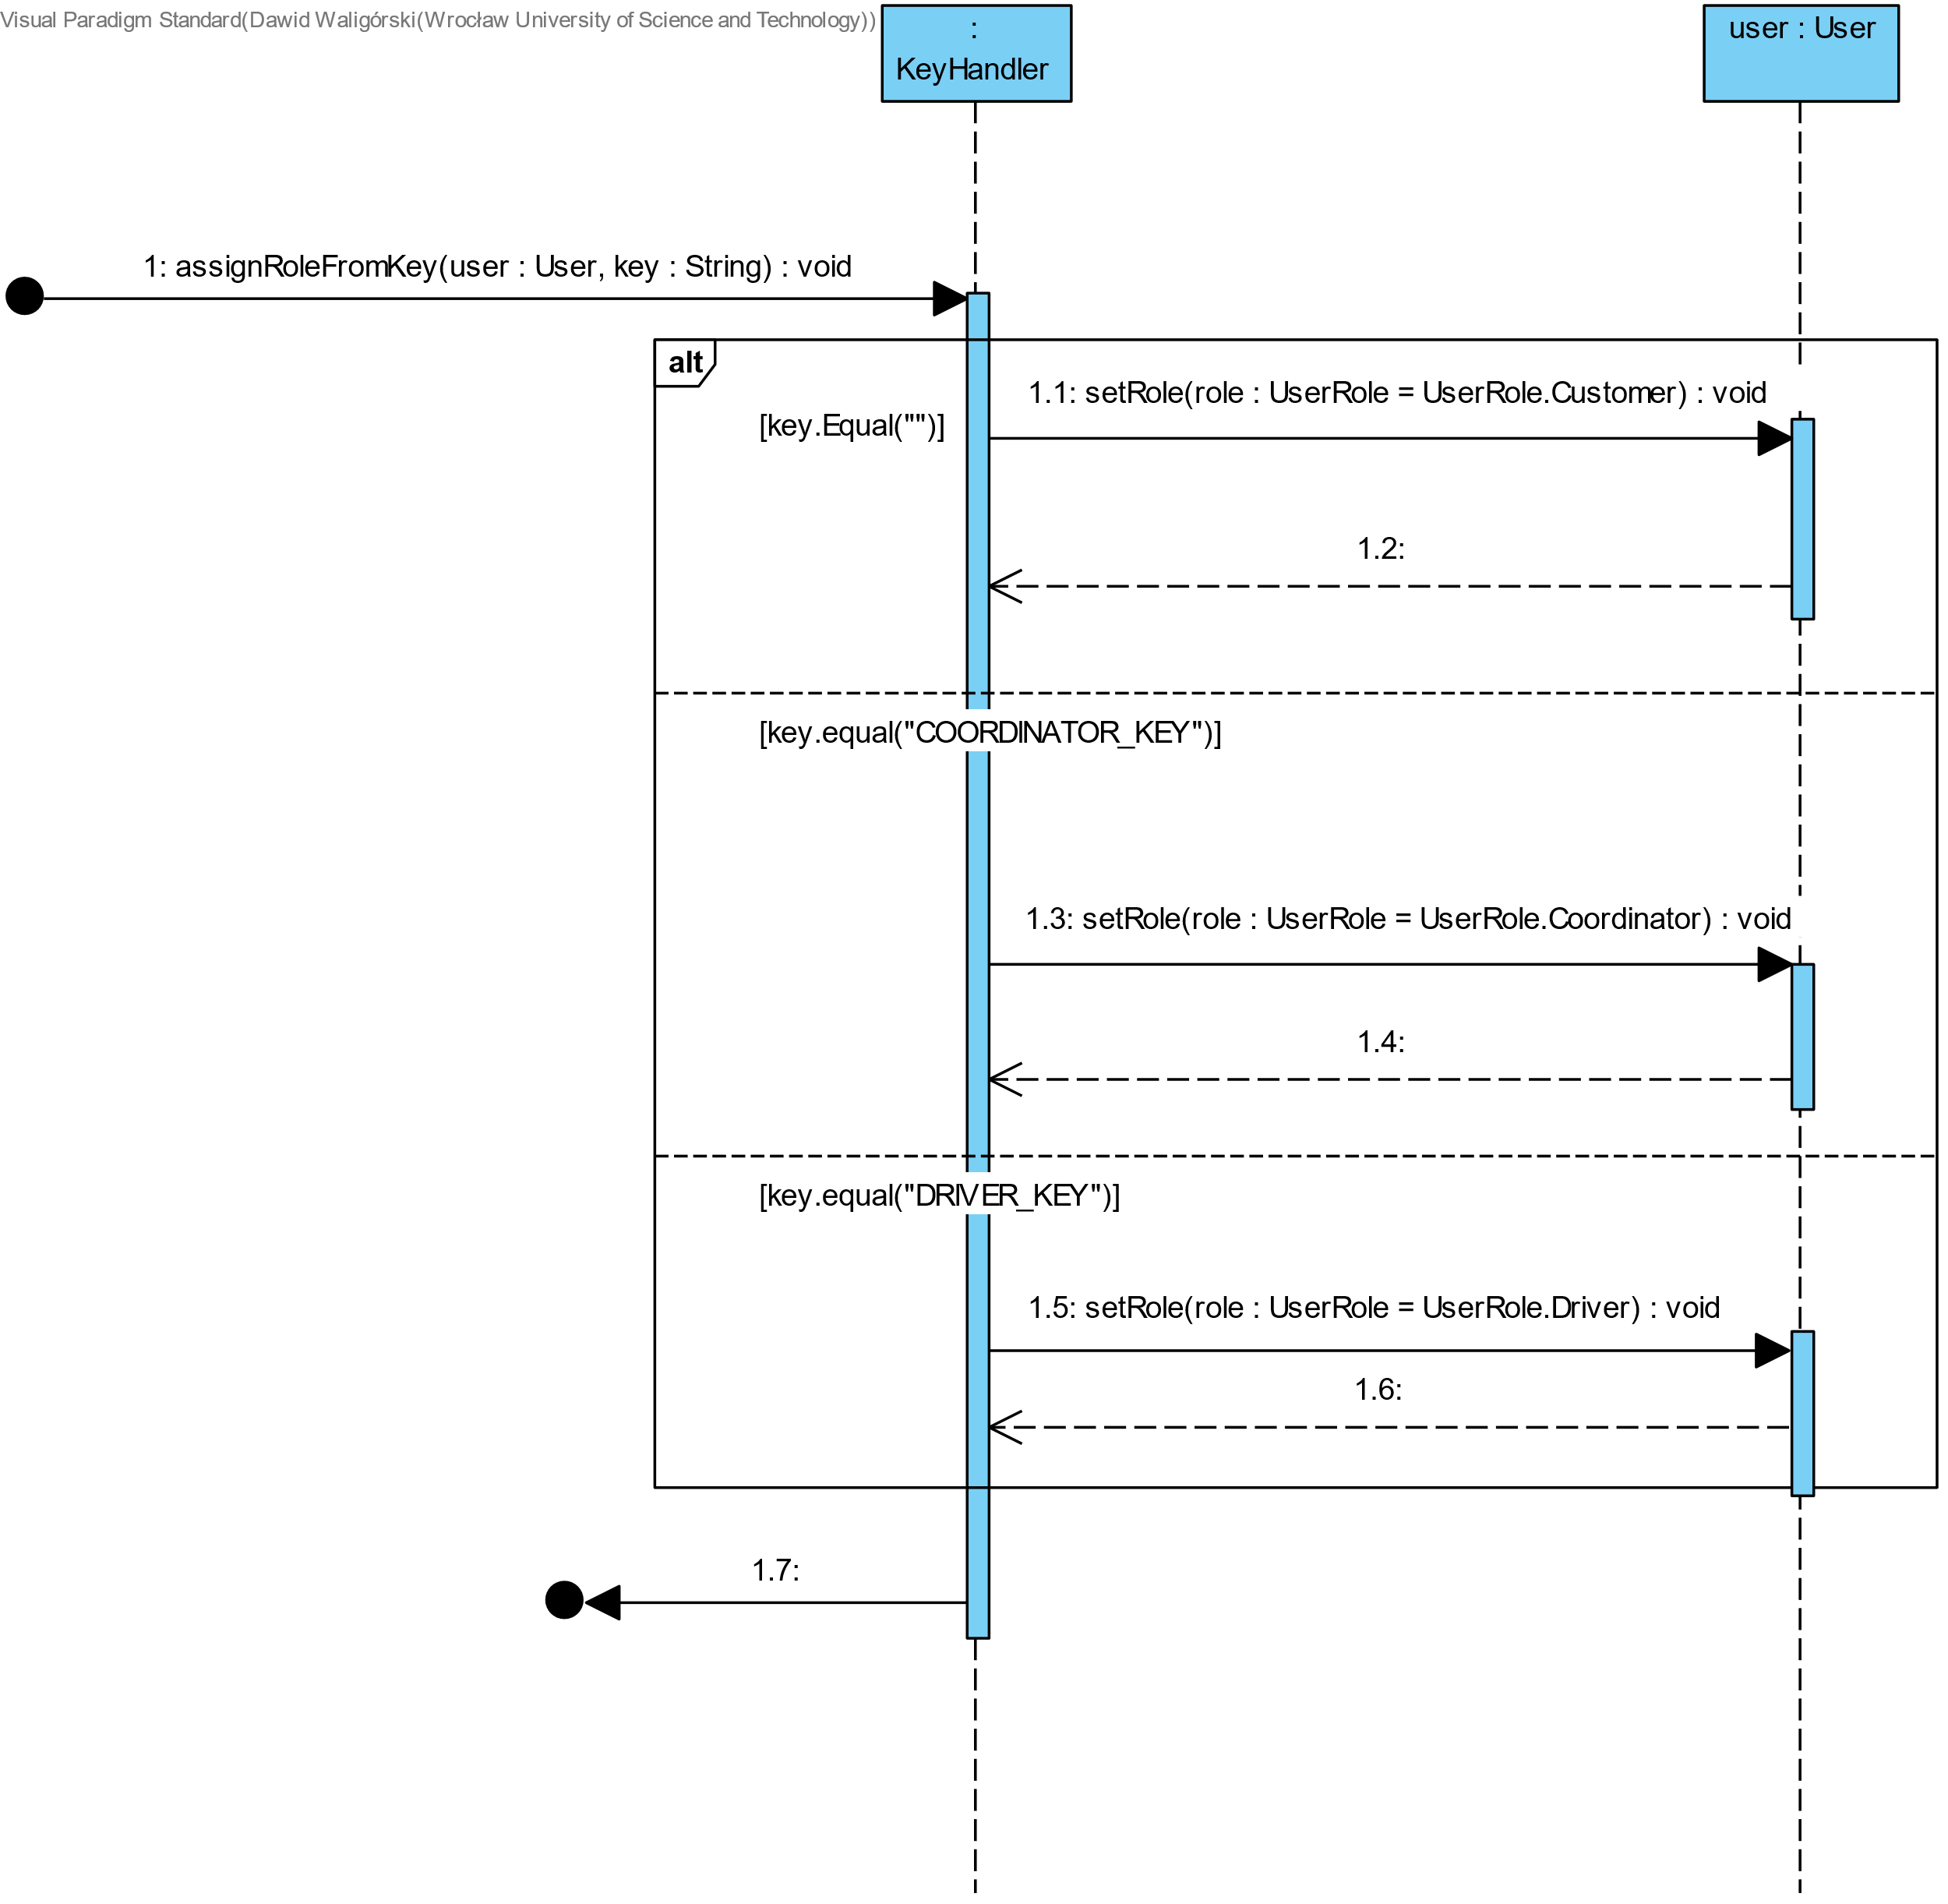 Visual Paradigm Standard(Dawid Waligórski(Wrocław University of Science and Technology))
:
KeyHandler
user : User
1: assignRoleFromKey(user : User, key : String) : void
alt
1.1: setRole(role : UserRole = UserRole.Customer) : void
[key.Equal("")]
1.2:
[key.equal("COORDINATOR_KEY")]
1.3: setRole(role : UserRole = UserRole.Coordinator) : void
1.4:
[key.equal("DRIVER_KEY")]
1.5: setRole(role : UserRole = UserRole.Driver) : void
1.6:
1.7: